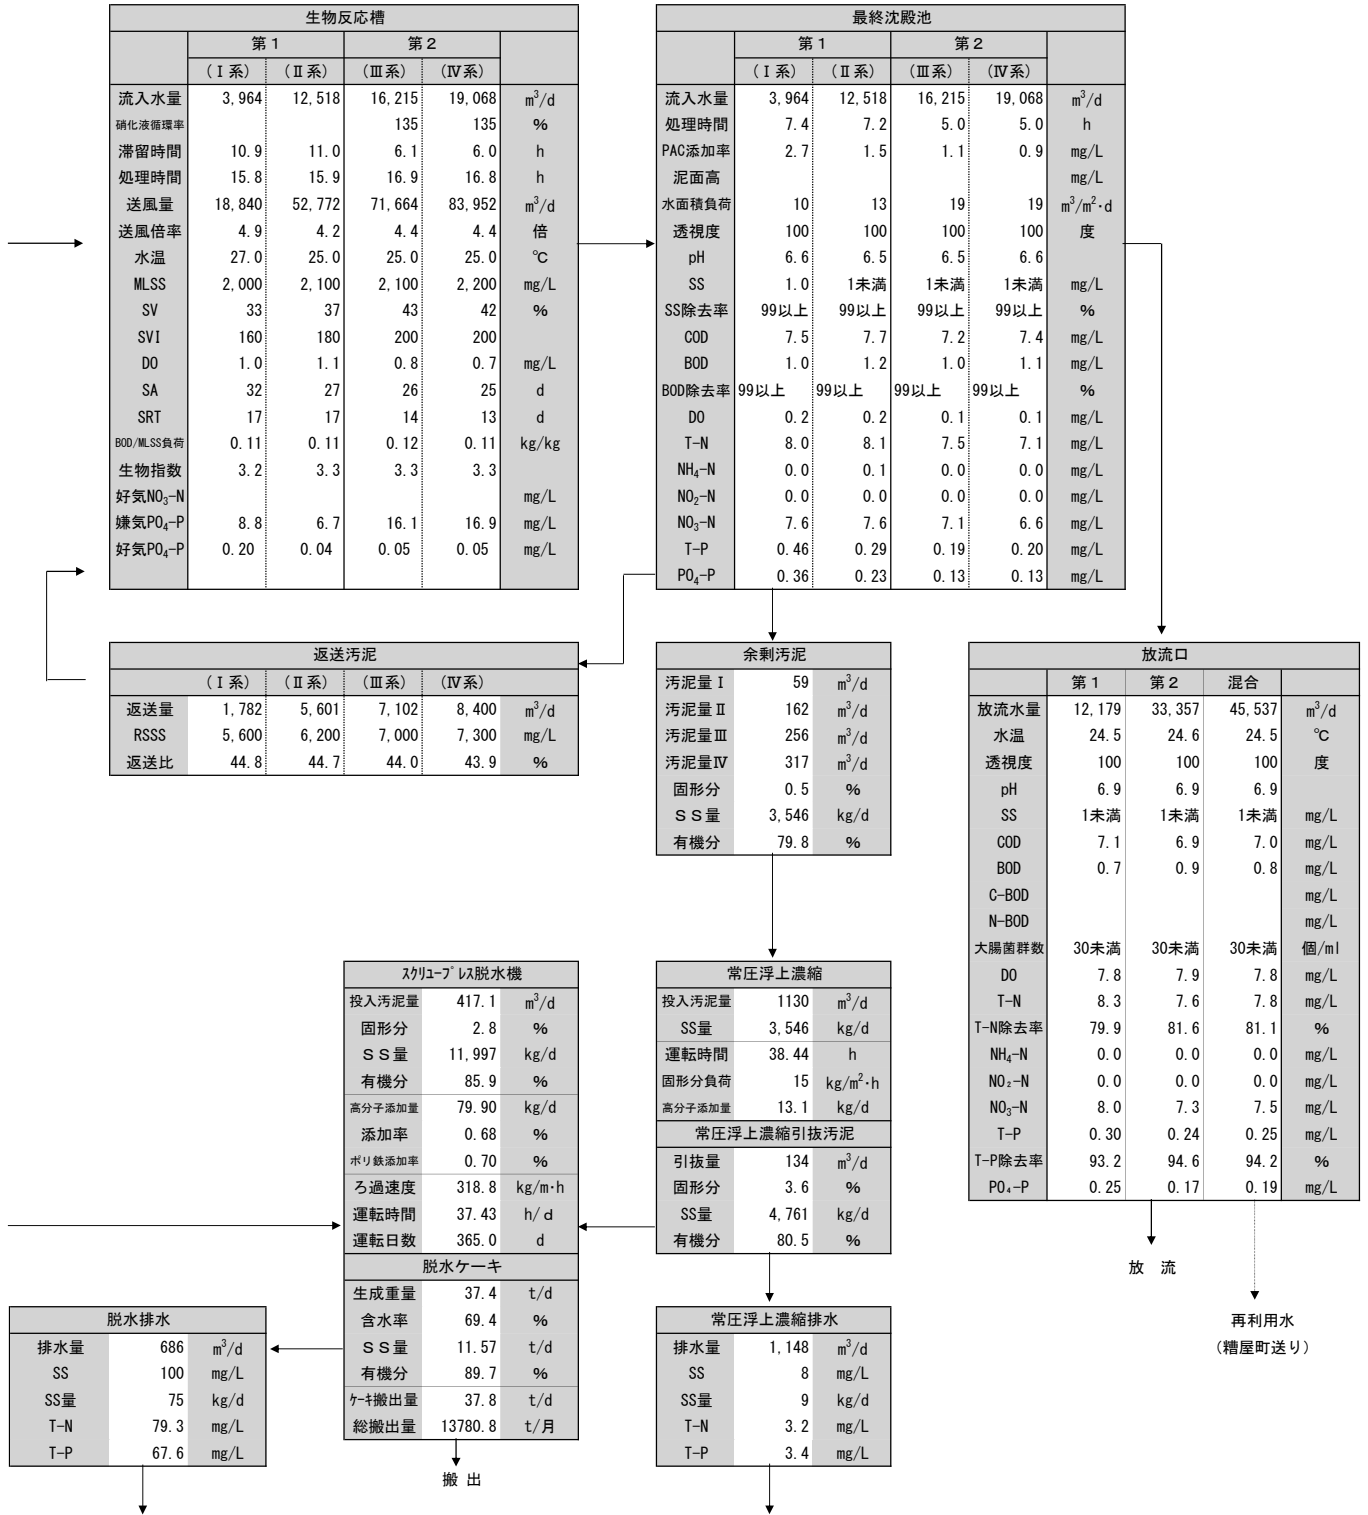 生物反応槽
第１ 第２
(Ⅰ系) (Ⅱ系) (Ⅲ系) (Ⅳ系)
流入水量 3,964 12,518 16,215 19,068 m³/d
硝化液循環率 135 135 %
滞留時間 10.9 11.0 6.1 6.0 h
処理時間 15.8 15.9 16.9 16.8 h
送風量 18,840 52,772 71,664 83,952 m³/d
送風倍率 4.9 4.2 4.4 4.4 倍
水温 27.0 25.0 25.0 25.0 ℃
MLSS 2,000 2,100 2,100 2,200 mg/L
SV 33 37 43 42 %
SVI 160 180 200 200
DO 1.0 1.1 0.8 0.7 mg/L
SA 32 27 26 25 d
SRT 17 17 14 13 d
BOD/MLSS負荷 0.11 0.11 0.12 0.11 kg/kg
生物指数 3.2 3.3 3.3 3.3
好気NO₃-N mg/L
嫌気PO₄-P 8.8 6.7 16.1 16.9 mg/L
好気PO₄-P 0.20 0.04 0.05 0.05 mg/L
最終沈殿池
第１ 第２
(Ⅰ系) (Ⅱ系) (Ⅲ系) (Ⅳ系)
流入水量 3,964 12,518 16,215 19,068 m³/d
処理時間 7.4 7.2 5.0 5.0 h
PAC添加率 2.7 1.5 1.1 0.9 mg/L
泥面高 mg/L
水面積負荷 10 13 19 19 m³/m²･d
透視度 100 100 100 100 度
pH 6.6 6.5 6.5 6.6
SS 1.0 1未満 1未満 1未満 mg/L
SS除去率 99以上 99以上 99以上 99以上 %
COD 7.5 7.7 7.2 7.4 mg/L
BOD 1.0 1.2 1.0 1.1 mg/L
BOD除去率 99以上 99以上 99以上 99以上 %
DO 0.2 0.2 0.1 0.1 mg/L
T-N 8.0 8.1 7.5 7.1 mg/L
NH₄-N 0.0 0.1 0.0 0.0 mg/L
NO₂-N 0.0 0.0 0.0 0.0 mg/L
NO₃-N 7.6 7.6 7.1 6.6 mg/L
T-P 0.46 0.29 0.19 0.20 mg/L
PO₄-P 0.36 0.23 0.13 0.13 mg/L
返送汚泥
(Ⅰ系) (Ⅱ系) (Ⅲ系) (Ⅳ系)
返送量 1,782 5,601 7,102 8,400 m³/d
RSSS 5,600 6,200 7,000 7,300 mg/L
返送比 44.8 44.7 44.0 43.9 %
余剰汚泥
汚泥量Ⅰ 59 m³/d
汚泥量Ⅱ 162 m³/d
汚泥量Ⅲ 256 m³/d
汚泥量Ⅳ 317 m³/d
固形分 0.5 %
ＳＳ量 3,546 kg/d
有機分 79.8 %
放流口
第１ 第２ 混合
放流水量 12,179 33,357 45,537 m³/d
水温 24.5 24.6 24.5 ℃
透視度 100 100 100 度
pH 6.9 6.9 6.9
SS 1未満 1未満 1未満 mg/L
COD 7.1 6.9 7.0 mg/L
BOD 0.7 0.9 0.8 mg/L
C-BOD mg/L
N-BOD mg/L
大腸菌群数 30未満 30未満 30未満 個/ml
DO 7.8 7.9 7.8 mg/L
T-N 8.3 7.6 7.8 mg/L
T-N除去率 79.9 81.6 81.1 %
NH₄-N 0.0 0.0 0.0 mg/L
NO₂-N 0.0 0.0 0.0 mg/L
NO₃-N 8.0 7.3 7.5 mg/L
T-P 0.30 0.24 0.25 mg/L
T-P除去率 93.2 94.6 94.2 %
PO₄-P 0.25 0.17 0.19 mg/L
放 流
再利用水
(糟屋町送り)
ｽｸﾘｭｰﾌﾟﾚｽ脱水機
投入汚泥量 417.1 m³/d
固形分 2.8 %
ＳＳ量 11,997 kg/d
有機分 85.9 %
高分子添加量 79.90 kg/d
添加率 0.68 %
ポリ鉄添加率 0.70 %
ろ過速度 318.8 kg/m･h
運転時間 37.43 h/d
運転日数 365.0 d
脱水ケーキ
生成重量 37.4 t/d
含水率 69.4 %
ＳＳ量 11.57 t/d
有機分 89.7 %
ｹｰｷ搬出量 37.8 t/d
総搬出量 13780.8 t/月
搬 出
常圧浮上濃縮
投入汚泥量 1130 m³/d
SS量 3,546 kg/d
運転時間 38.44 h
固形分負荷 15 kg/m²･h
高分子添加量 13.1 kg/d
常圧浮上濃縮引抜汚泥
引抜量 134 m³/d
固形分 3.6 %
SS量 4,761 kg/d
有機分 80.5 %
脱水排水
排水量 686 m³/d
SS 100 mg/L
SS量 75 kg/d
T-N 79.3 mg/L
T-P 67.6 mg/L
常圧浮上濃縮排水
排水量 1,148 m³/d
SS 8 mg/L
SS量 9 kg/d
T-N 3.2 mg/L
T-P 3.4 mg/L